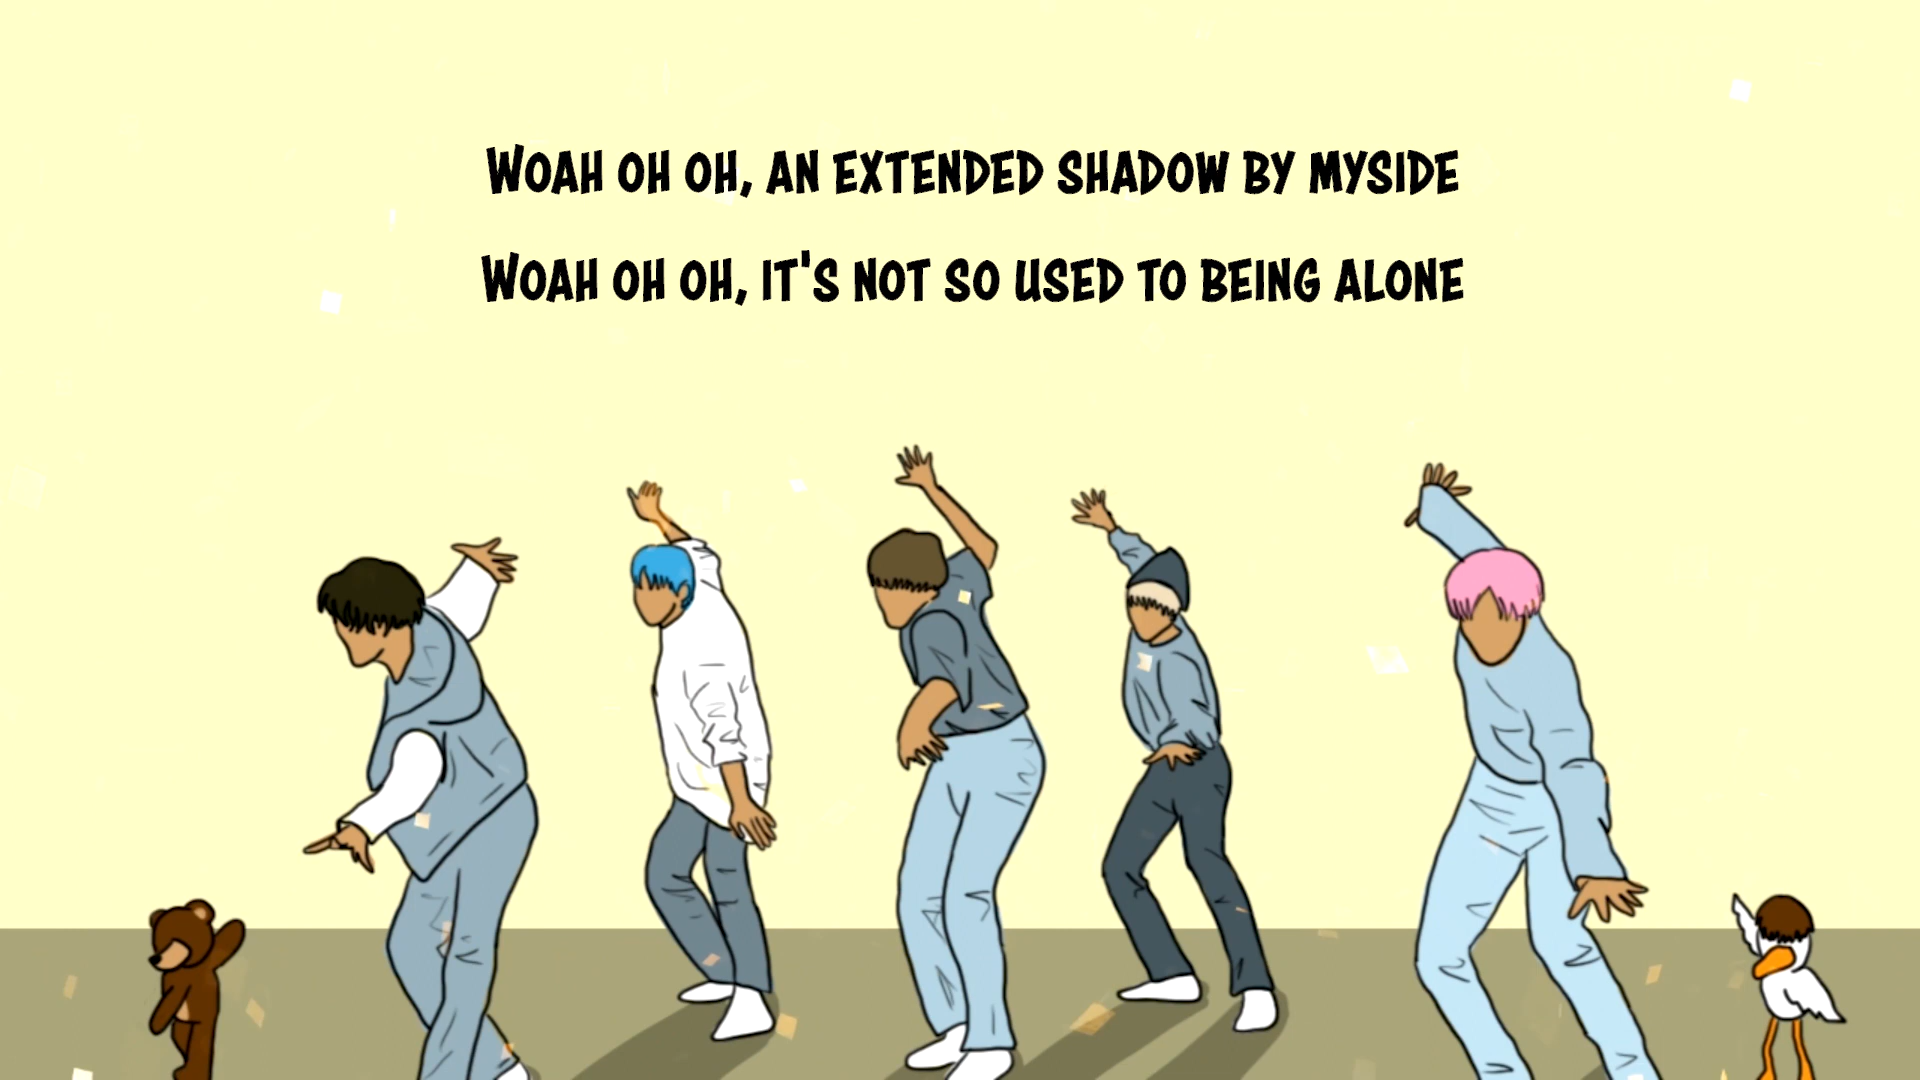 WOAH OH OH, AN EXTENDED SHADOW BY MYSIDE
WOAH OH OH, IT'S NOT SO USED TO BEING ALONE